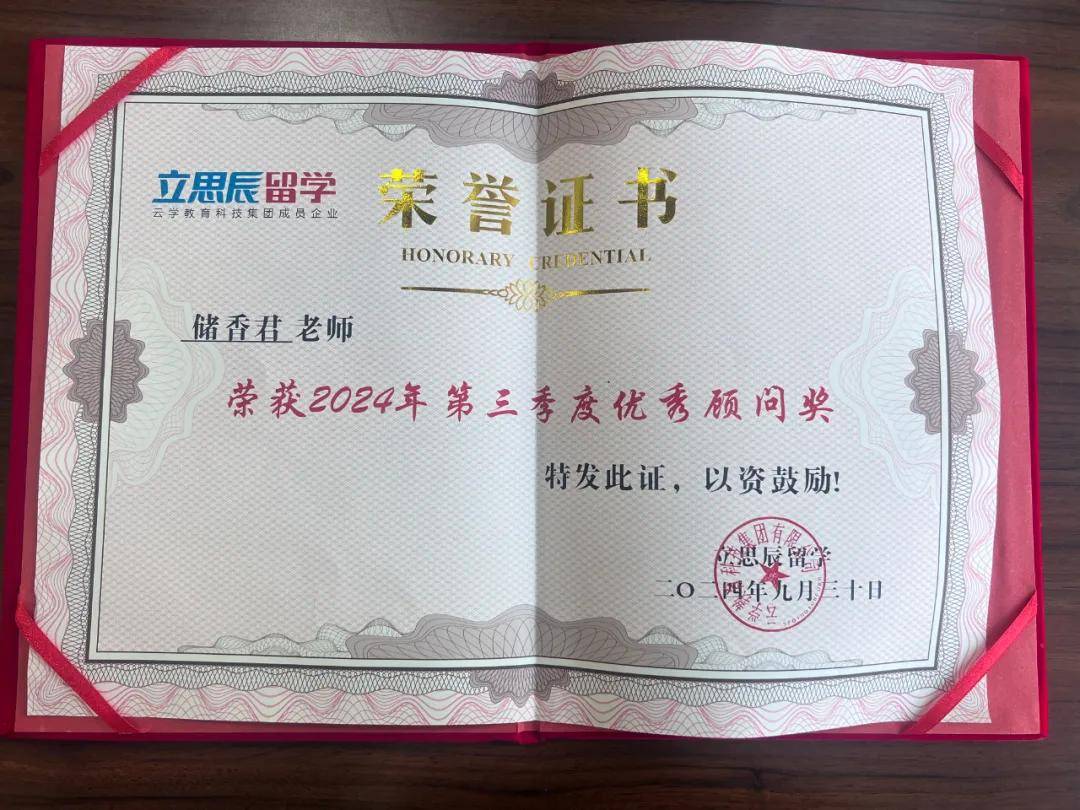 立思辰留学
云学教育科技集团成员企业
荣誉证书
HONORARY CREDENTIAL
储香君 老师
荣获2024年第三季度优秀顾问奖
特发此证，以资鼓励!
立思辰留学
二〇二四年九月三十日